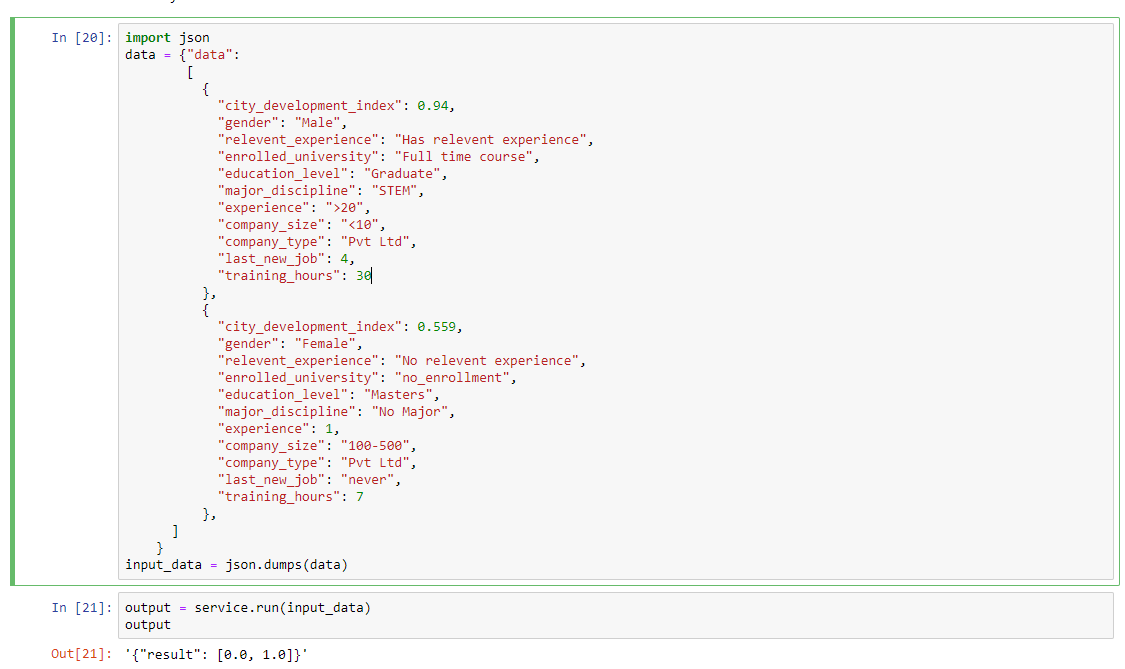 In [20]: import json
data = {"data":
[
{
"city_development_index": 0.94,
"gender": "Male",
"relevent_experience": "Has relevent experience",
"enrolled_university": "Full time course",
"education_level": "Graduate",
"major_discipline": "STEM",
"experience": ">20",
"company_size": "<10",
"company_type": "Pvt Ltd",
"last_new_job": 4,
"training_hours": 30
},
{
"city_development_index": 0.559,
"gender": "Female",
"relevent_experience": "No relevent experience",
"enrolled_university": "no_enrollment",
"education_level": "Masters",
"major_discipline": "No Major",
"experience": 1,
"company_size": "100-500",
"company_type": "Pvt Ltd",
"last_new_job": "never",
"training_hours": 7
},
]
}
input_data = json.dumps(data)
In [21]: output = service.run(input_data)
output
Out[21]: '{"result": [0.0, 1.0]}'